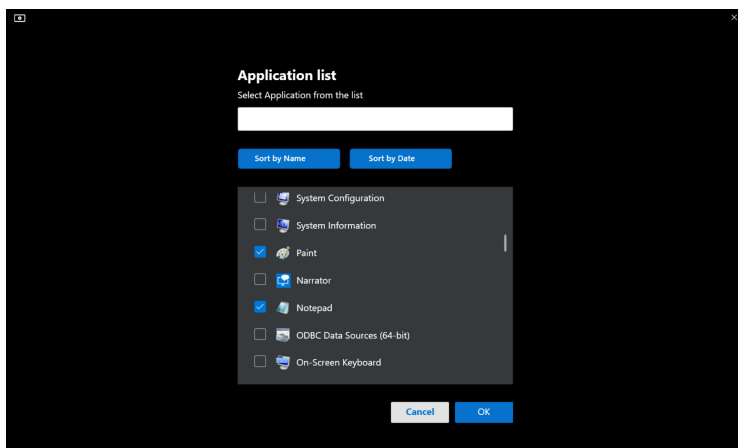 Application list
Select Application from the list
Sort by Name Sort by Date
System Configuration
System Information
Paint
Narrator
Notepad
ODBC Data Sources (64-bit)
On-Screen Keyboard
Cancel OK